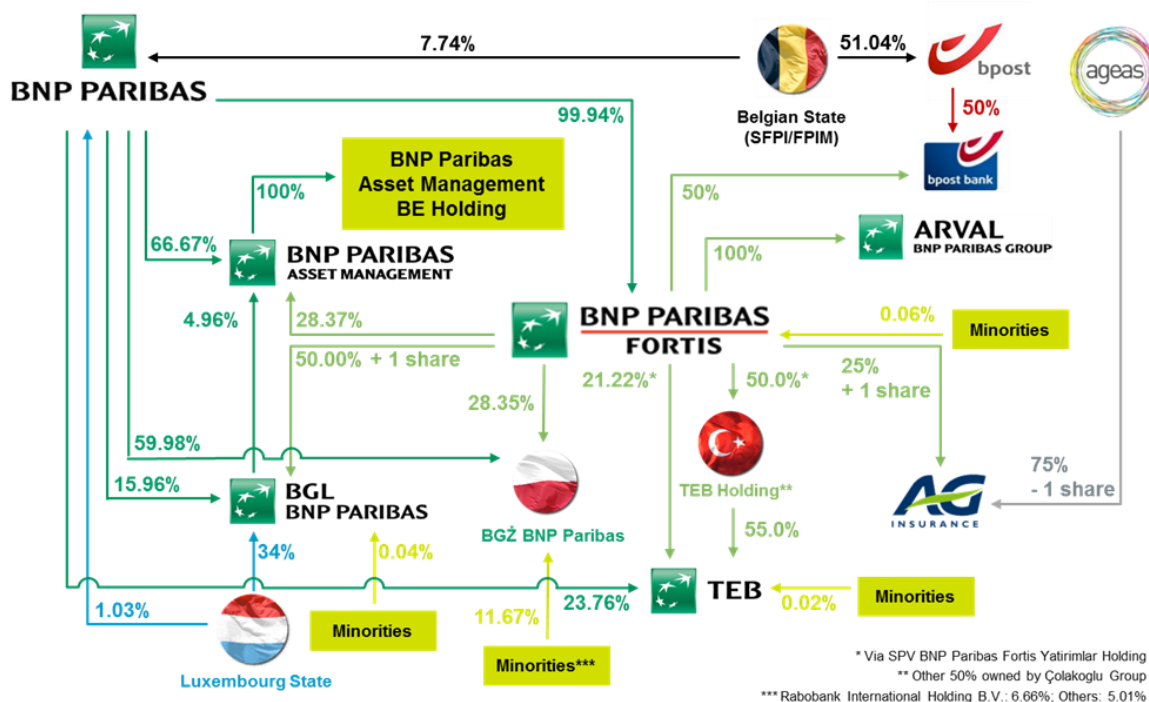 7.74%
51.04%
bpost
ageas
BNP PARIBAS
99.94%
Belgian State
(SFPI/FPIM)
50%
BNP Paribas
Asset Management
BE Holding
100%
bpost bank
50%
ARVAL
BNP PARIBAS GROUP
66.67%
BNP PARIBAS
ASSET MANAGEMENT
100%
4.96%
28.37%
BNP PARIBAS
FORTIS
0.06%
Minorities
50.00% + 1 share
21.22%*
50.0%*
25%
+ 1 share
28.35%
59.98%
15.96%
BGL
BNP PARIBAS
TEB Holding**
AG
INSURANCE
75%
- 1 share
BGŻ BNP Paribas
55.0%
34%
0.04%
TEB
1.03%
Minorities
11.67%
23.76%
0.02%
Minorities
Minorities***
Luxembourg State
* Via SPV BNP Paribas Fortis Yatirimlar Holding
** Other 50% owned by Çolakoglu Group
*** Rabobank International Holding B.V.: 6.66%; Others: 5.01%